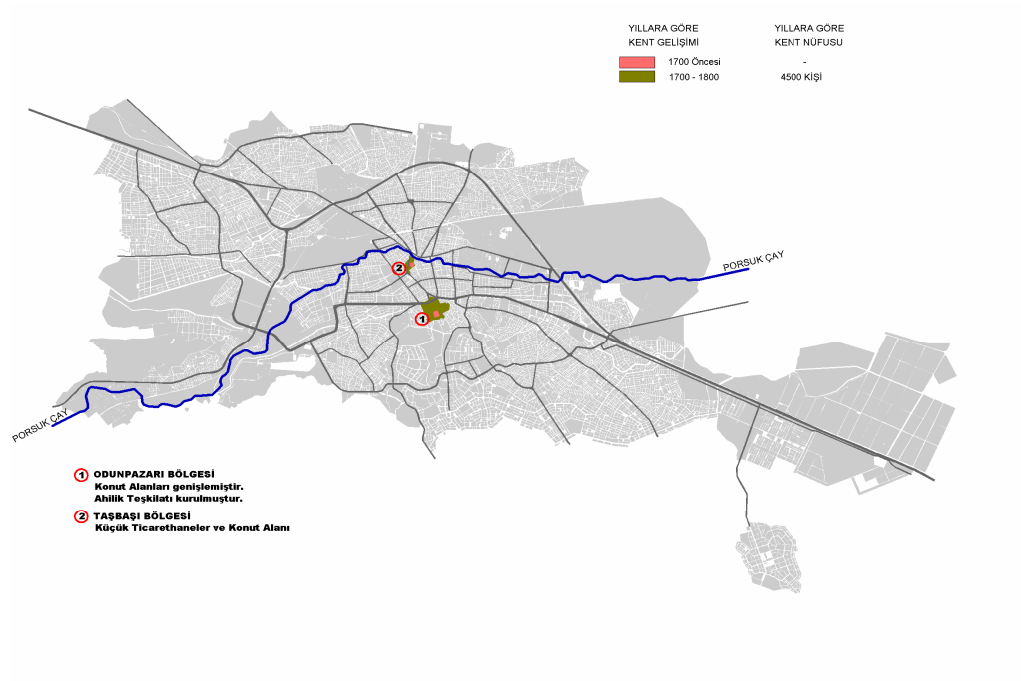 YILLARA GÖRE
KENT GELİŞİMİ
YILLARA GÖRE
KENT NÜFUSU
1700 Öncesi
-
1700 - 1800
4500 KİŞİ
PORSUK ÇAY
2
1
PORSUK ÇAY
1 ODUNPAZARI BÖLGESİ
Konut Alanları genişlemiştir.
Ahilik Teşkilatı kurulmuştur.
2 TAŞBAŞI BÖLGESİ
Küçük Ticarethaneler ve Konut Alanı